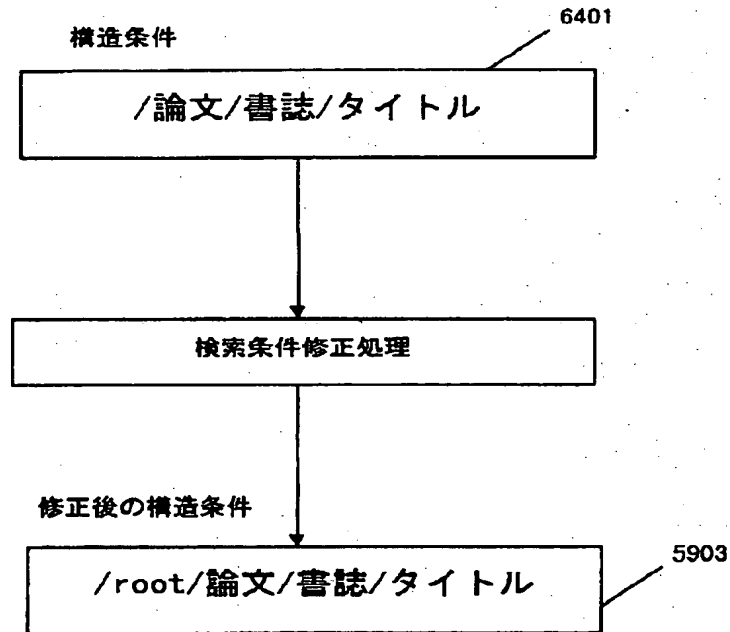 6401
構造条件
/論文/書誌/タイトル
検索条件修正処理
修正後の構造条件
5903
/root/論文/書誌/タイトル